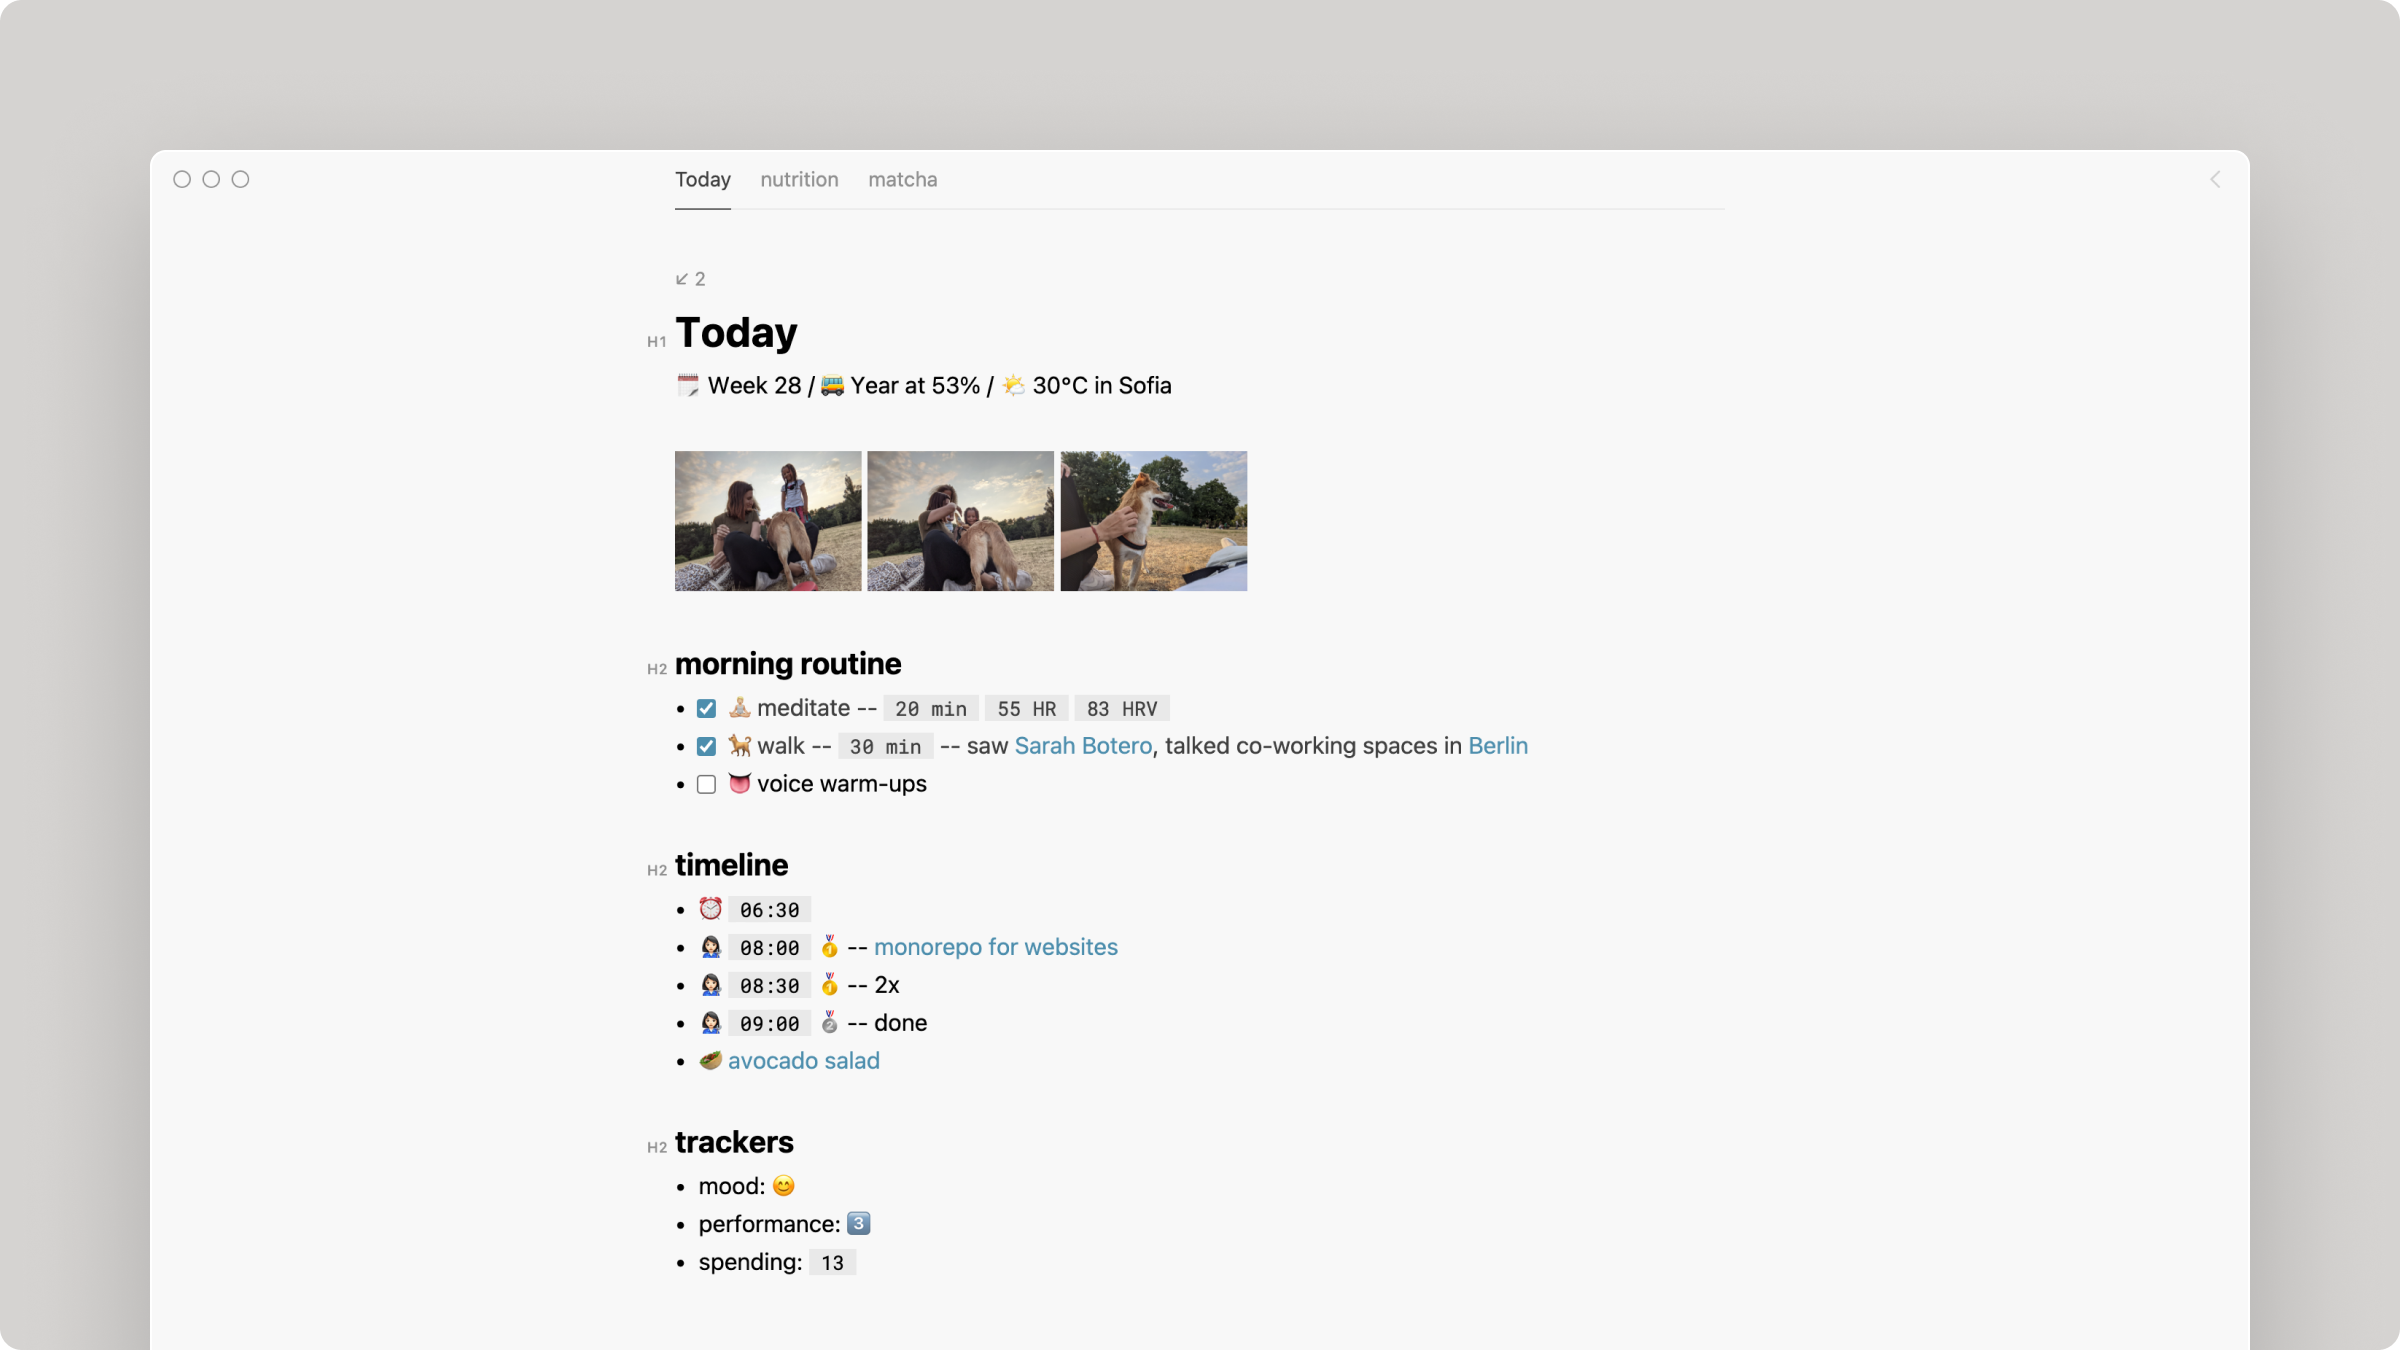 Today nutrition matcha
↙ 2
H1 Today
🗓️ Week 28 / 🚌 Year at 53% / 🌤️ 30°C in Sofia
H2 morning routine
• ☑ 🧘🏼 meditate -- 20 min 55 HR 83 HRV
• ☑ 🐕 walk -- 30 min -- saw Sarah Botero, talked co-working spaces in Berlin
• ☐ 👅 voice warm-ups
H2 timeline
• ⏰ 06:30
• 👩🏻‍🔧 08:00 🥇 -- monorepo for websites
• 👩🏻‍🔧 08:30 🥇 -- 2x
• 👩🏻‍🔧 09:00 🥈 -- done
• 🥙 avocado salad
H2 trackers
• mood: 😊
• performance: 3️⃣
• spending: 13